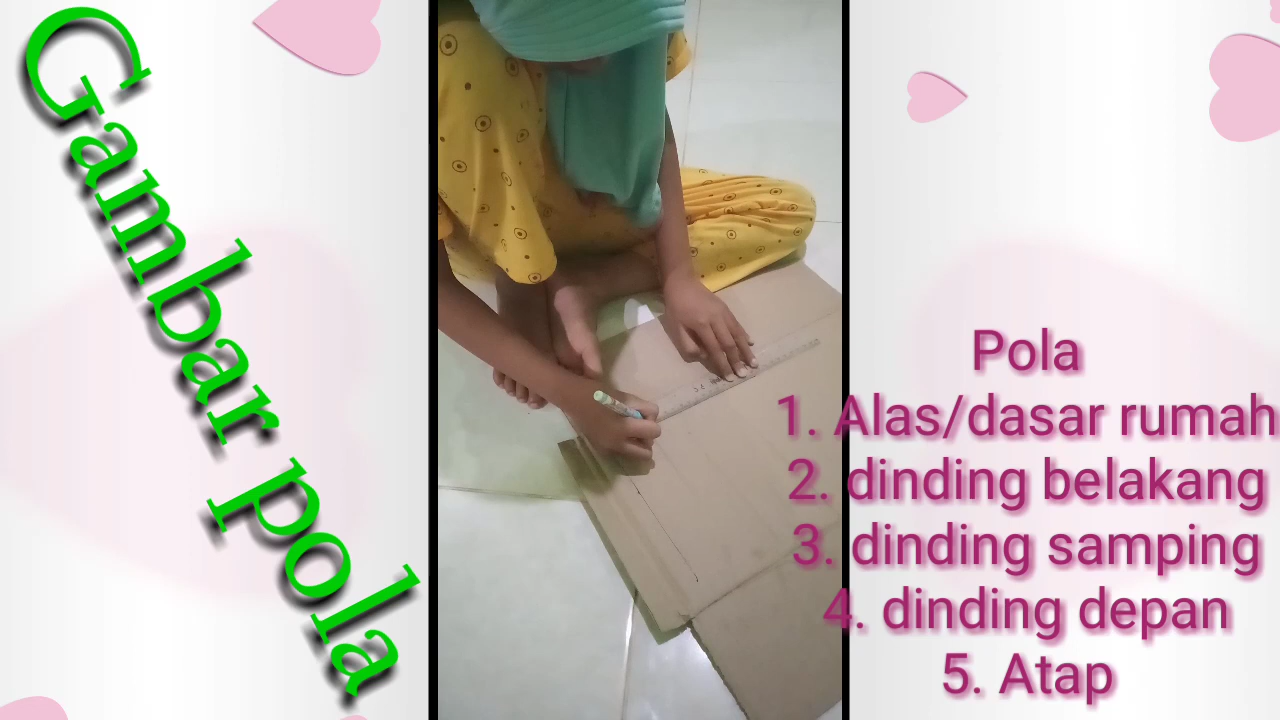 Gambar pola
Pola
1. Alas/dasar rumah
2. dinding belakang
3. dinding samping
4. dinding depan
5. Atap